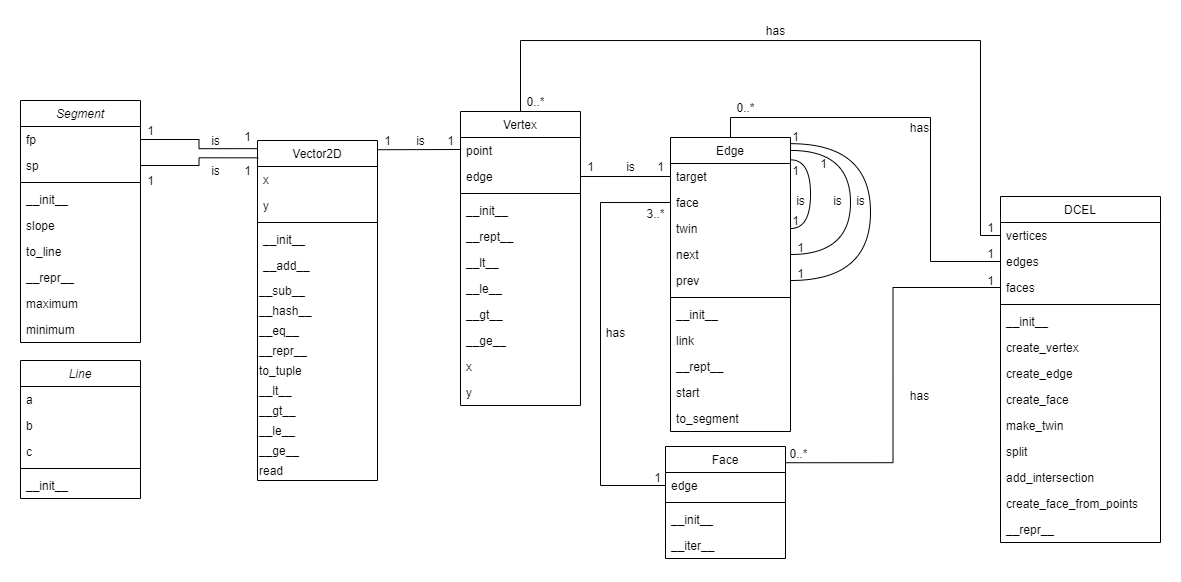 has
Segment
fp
sp
__init__
slope
to_line
__repr__
maximum
minimum
1
1
is
is
1
1
Line
a
b
c
__init__
Vector2D
x
y
__init__
__add__
__sub__
__hash__
__eq__
__repr__
to_tuple
__lt__
__gt__
__le__
__ge__
read
1
is
1
0..*
Vertex
point
edge
__init__
__rept__
__lt__
__le__
__gt__
__ge__
x
y
1
is
1
0..*
has
Edge
target
face
twin
next
prev
__init__
link
__rept__
start
to_segment
1
1
1
is
is
is
1
1
1
3..*
has
1
Face
edge
__init__
__iter__
0..*
has
1
1
1
DCEL
vertices
edges
faces
__init__
create_vertex
create_edge
create_face
make_twin
split
add_intersection
create_face_from_points
__repr__